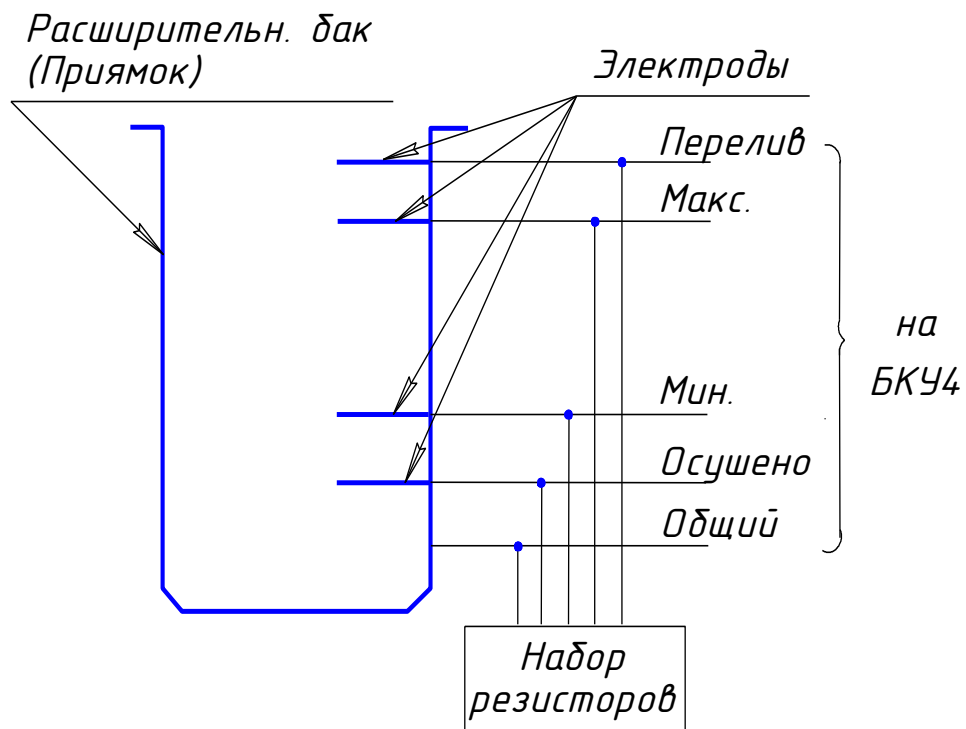 Расширительн. бак
(Приямок)
Электроды
Перелив
Макс.
на
БКУ4
Мин.
Осушено
Общий
Набор
резисторов